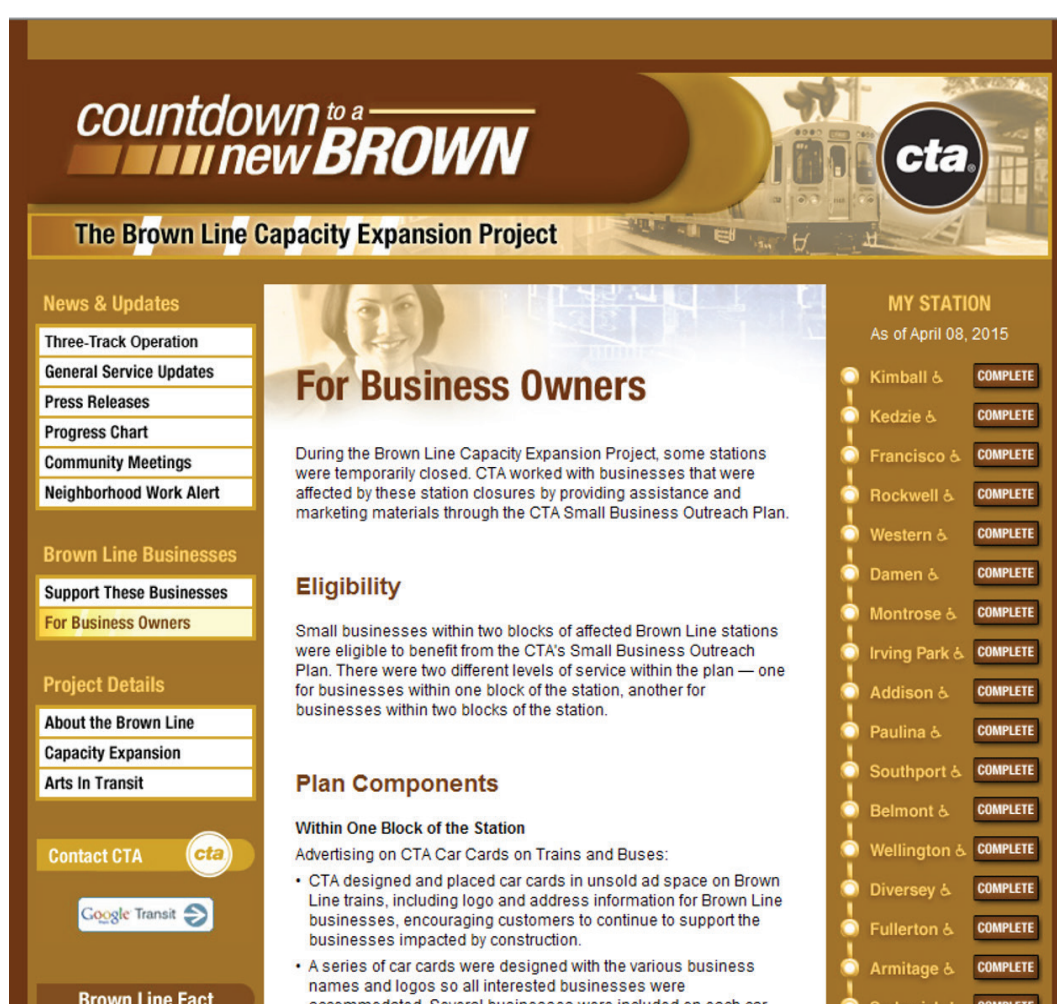 countdown to a
new BROWN
cta
The Brown Line Capacity Expansion Project
News & Updates
Three-Track Operation
General Service Updates
Press Releases
Progress Chart
Community Meetings
Neighborhood Work Alert
Brown Line Businesses
Support These Businesses
For Business Owners
Project Details
About the Brown Line
Capacity Expansion
Arts In Transit
Contact CTA
cta
Google Transit
Brown Line Fact
For Business Owners
During the Brown Line Capacity Expansion Project, some stations
were temporarily closed. CTA worked with businesses that were
affected by these station closures by providing assistance and
marketing materials through the CTA Small Business Outreach Plan.
Eligibility
Small businesses within two blocks of affected Brown Line stations
were eligible to benefit from the CTA's Small Business Outreach
Plan. There were two different levels of service within the plan — one
for businesses within one block of the station, another for
businesses within two blocks of the station.
Plan Components
Within One Block of the Station
Advertising on CTA Car Cards on Trains and Buses:
• CTA designed and placed car cards in unsold ad space on Brown
Line trains, including logo and address information for Brown Line
businesses, encouraging customers to continue to support the
businesses impacted by construction.
• A series of car cards were designed with the various business
names and logos so all interested businesses were
accommodated. Several businesses were included on each car
MY STATION
As of April 08, 2015
Kimball COMPLETE
Kedzie COMPLETE
Francisco COMPLETE
Rockwell COMPLETE
Western COMPLETE
Damen COMPLETE
Montrose COMPLETE
Irving Park COMPLETE
Addison COMPLETE
Paulina COMPLETE
Southport COMPLETE
Belmont COMPLETE
Wellington COMPLETE
Diversey COMPLETE
Fullerton COMPLETE
Armitage COMPLETE
COMPLETE